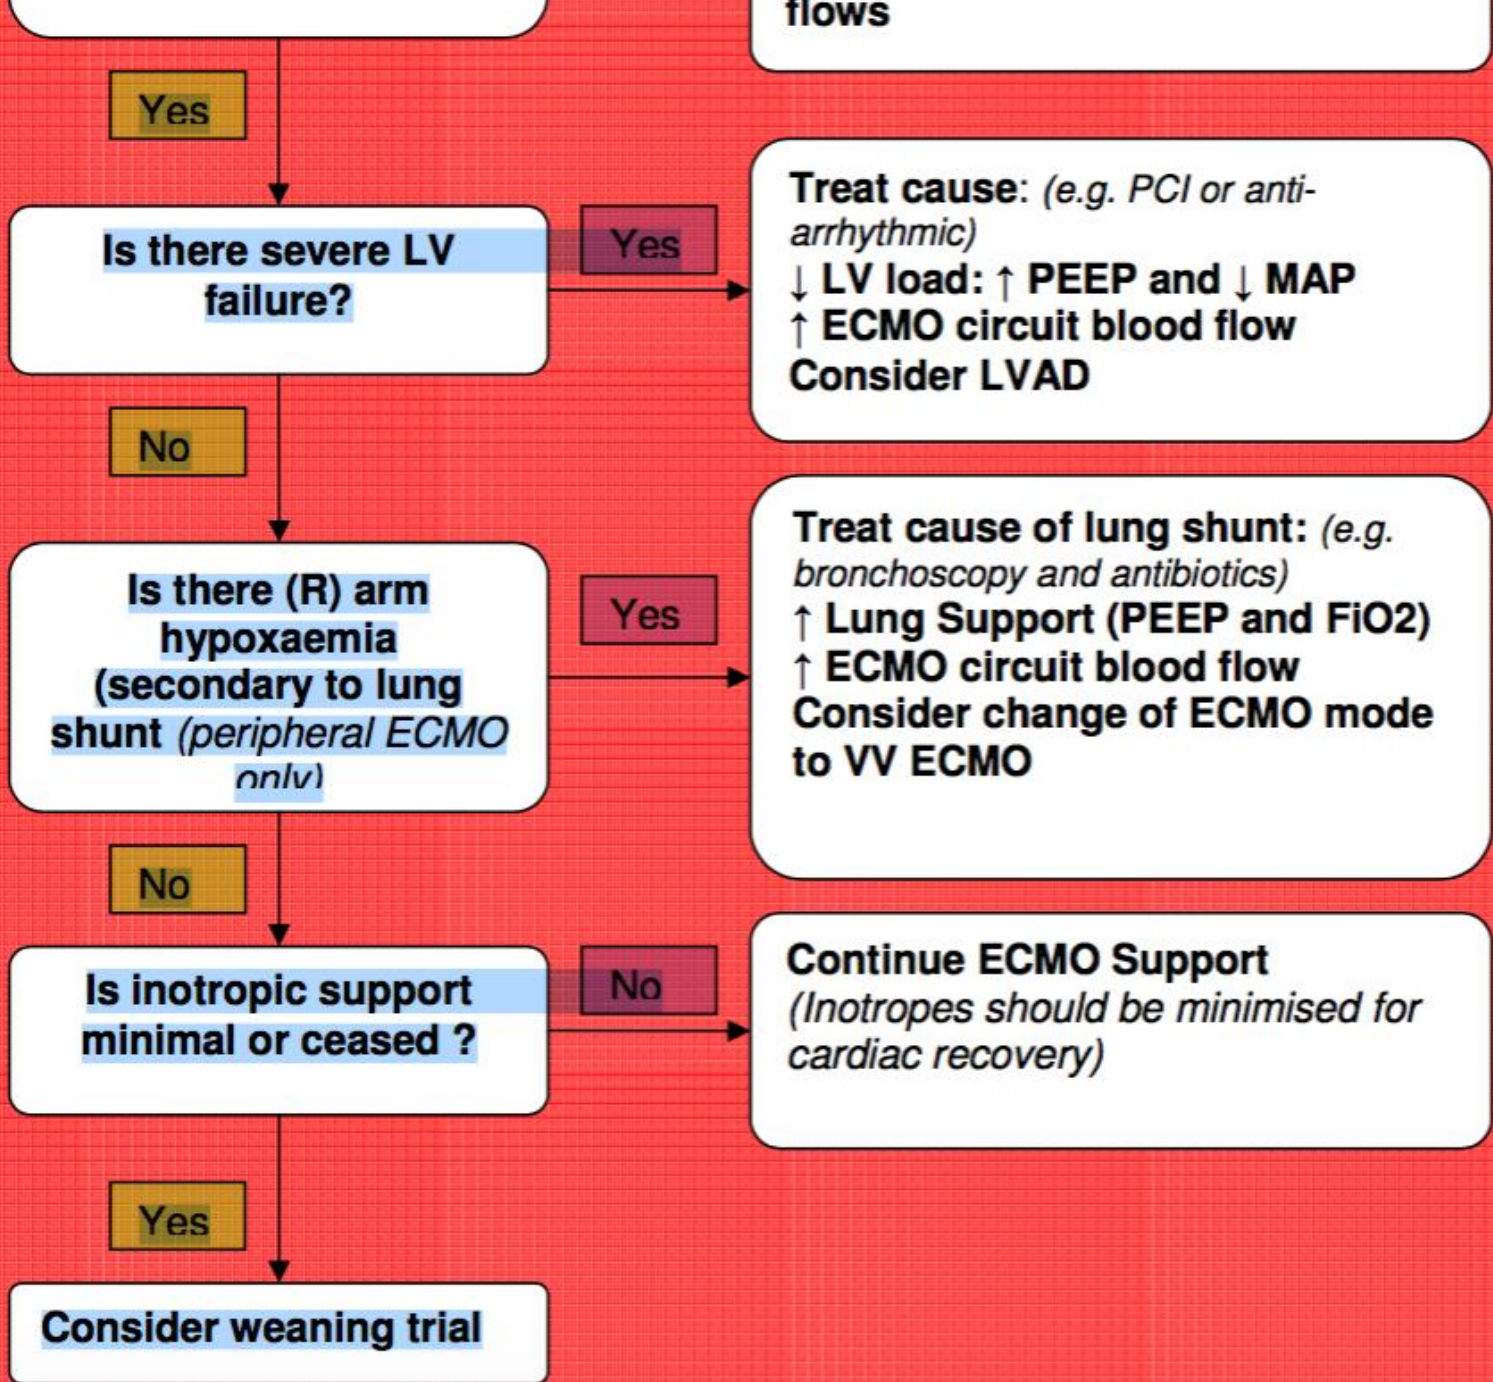 flows
Yes
Is there severe LV
failure?
Yes
Treat cause: (e.g. PCI or anti-
arrhythmic)
↓ LV load: ↑ PEEP and ↓ MAP
↑ ECMO circuit blood flow
Consider LVAD
No
Is there (R) arm
hypoxaemia
(secondary to lung
shunt (peripheral ECMO
only)
Yes
Treat cause of lung shunt: (e.g.
bronchoscopy and antibiotics)
↑ Lung Support (PEEP and FiO2)
↑ ECMO circuit blood flow
Consider change of ECMO mode
to VV ECMO
No
Is inotropic support
minimal or ceased ?
No
Continue ECMO Support
(Inotropes should be minimised for
cardiac recovery)
Yes
Consider weaning trial